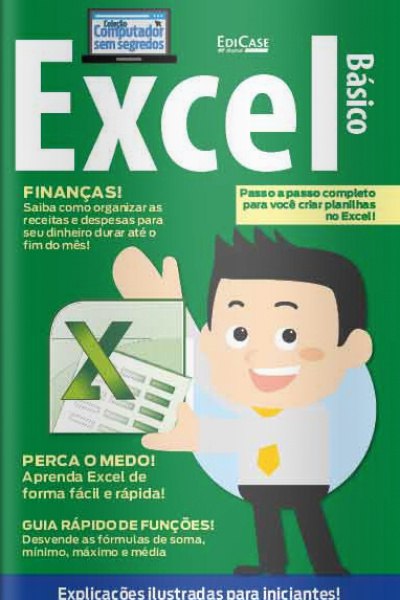 Coleção
Computador
sem segredos
EDICASE
digital
Excel
Básico
FINANÇAS!
Saiba como organizar as
receitas e despesas para
seu dinheiro durar até o
fim do mês!
Passo a passo completo
para você criar planilhas
no Excel!
X
PERCA O MEDO!
Aprenda Excel de
forma fácil e rápida!
GUIA RÁPIDO DE FUNÇÕES!
Desvende as fórmulas de soma,
mínimo, máximo e média
Explicações ilustradas para iniciantes!